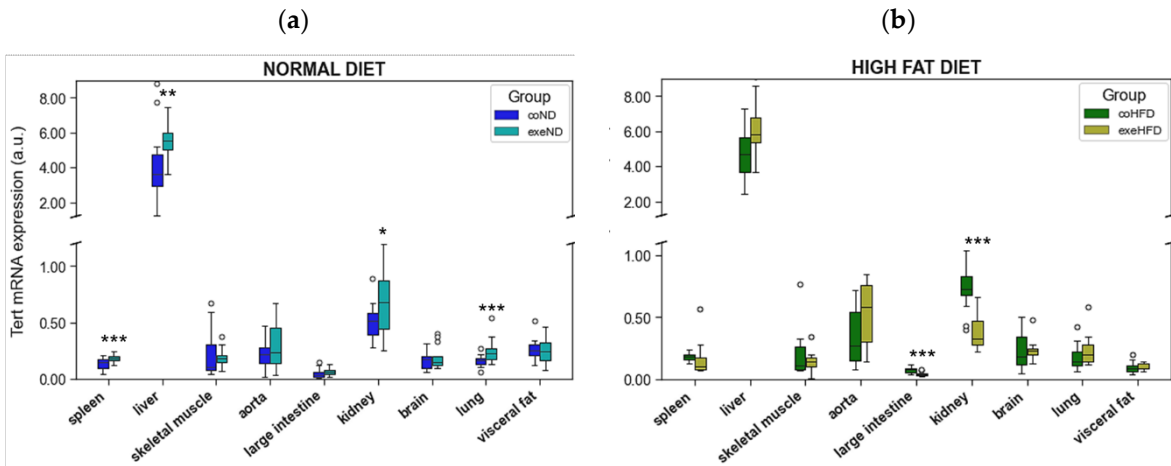 (a)
(b)
NORMAL DIET
HIGH FAT DIET
Tert mRNA expression (a.u.)
8.00
6.00
4.00
2.00
1.00
0.50
0.00
Group
coND
exeND
***
**
*
***
spleen
liver
skeletal muscle
aorta
large intestine
kidney
brain
lung
visceral fat
8.00
6.00
4.00
2.00
1.00
0.50
0.00
Group
coHFD
exeHFD
***
***
spleen
liver
skeletal muscle
aorta
large intestine
kidney
brain
lung
visceral fat